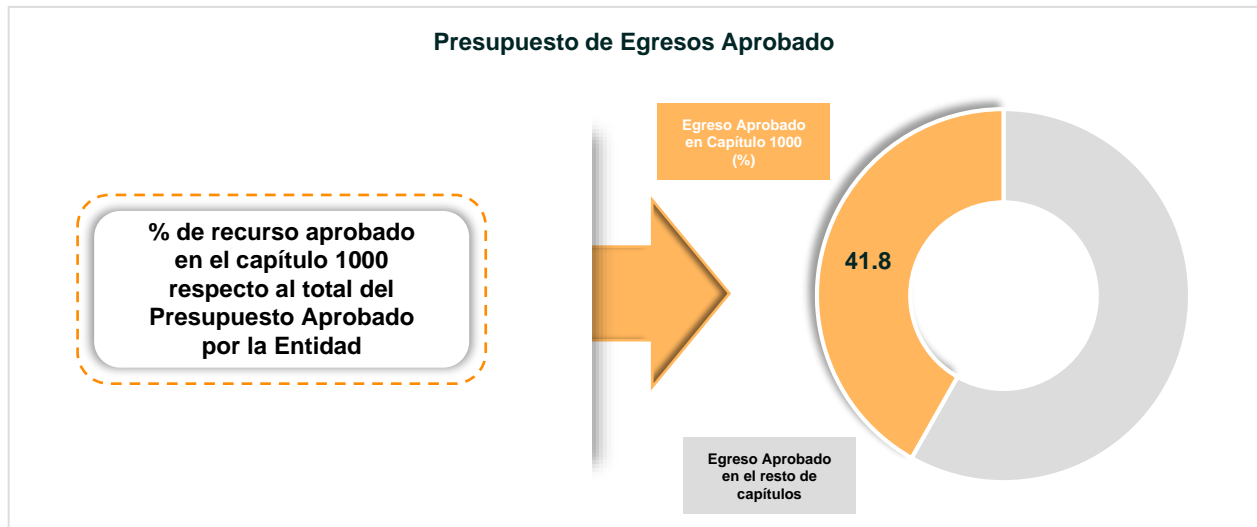 Presupuesto de Egresos Aprobado
Egreso Aprobado
en Capítulo 1000
(%)
% de recurso aprobado
en el capítulo 1000
respecto al total del
Presupuesto Aprobado
por la Entidad
41.8
Egreso Aprobado
en el resto de
capítulos